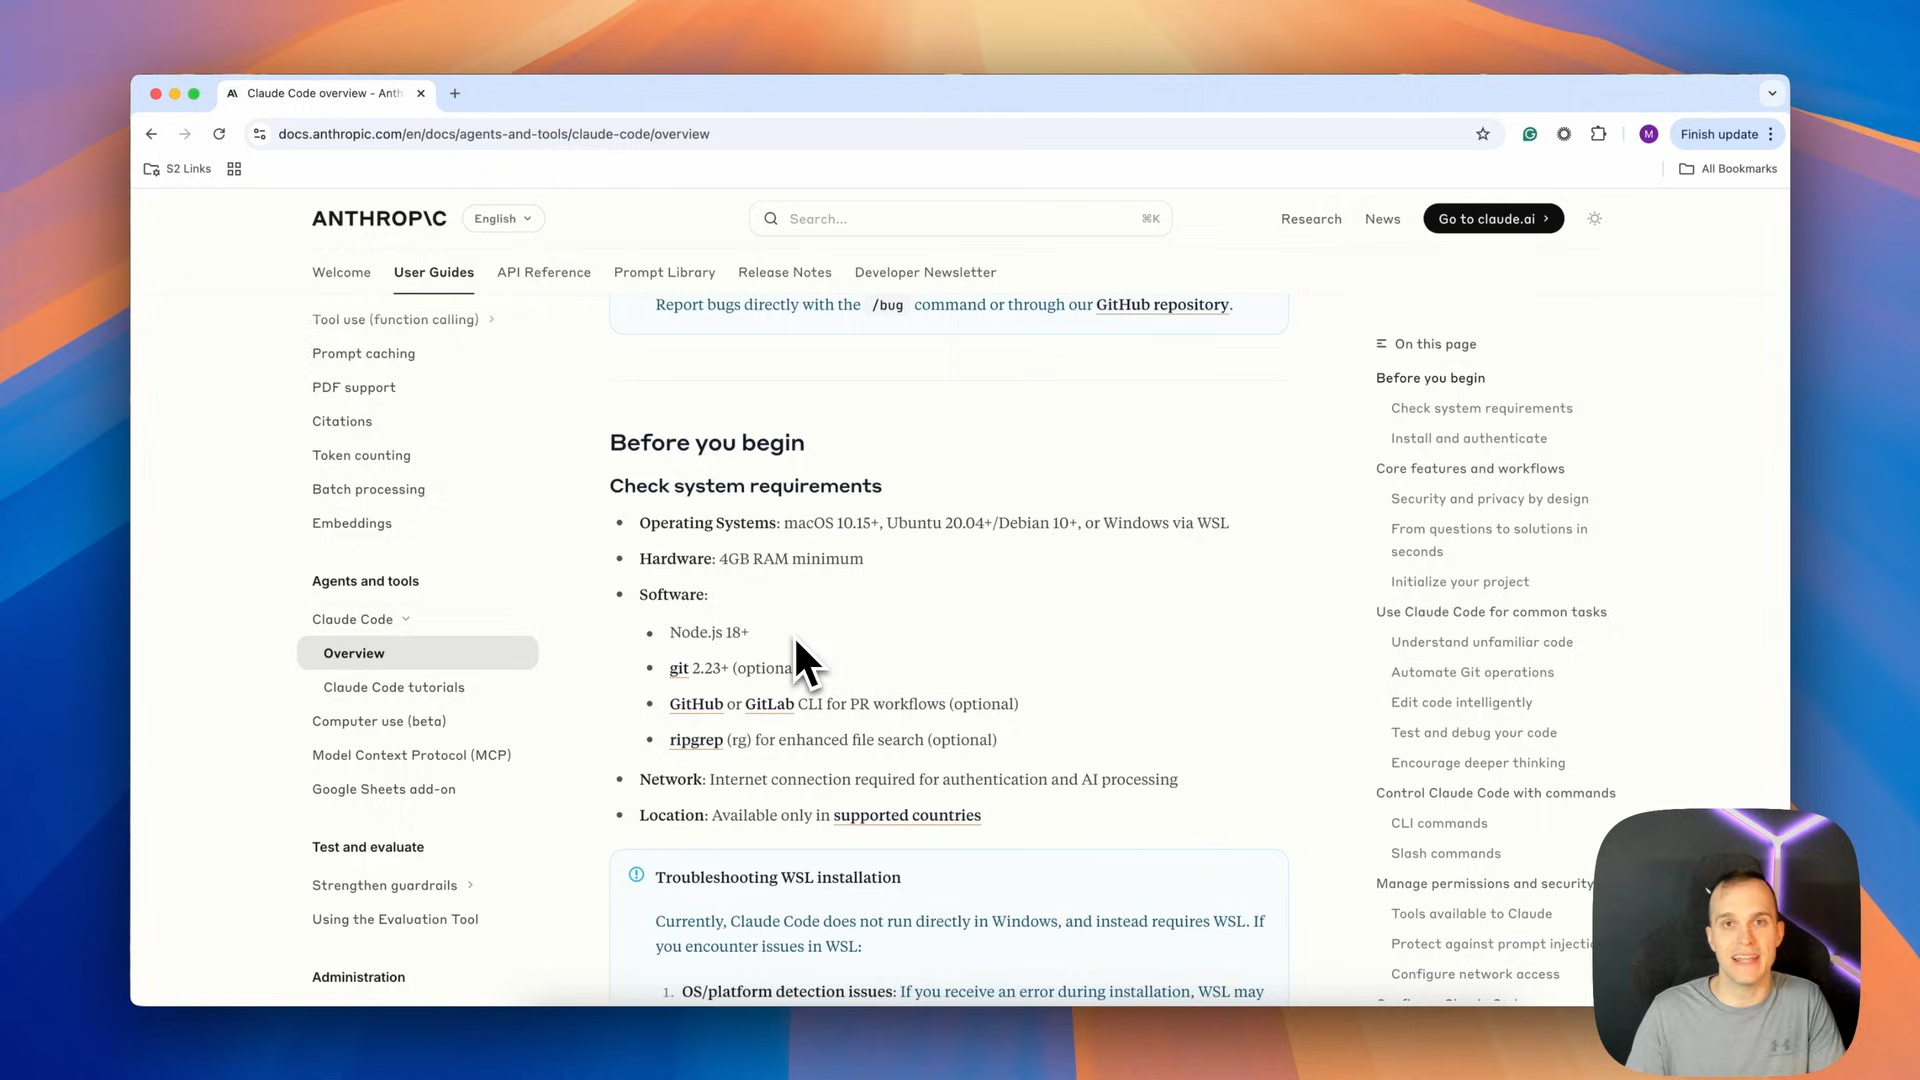 Claude Code overview - Anth
docs.anthropic.com/en/docs/agents-and-tools/claude-code/overview
M
Finish update
S2 Links
All Bookmarks
ANTHROP\C
English
Search...
⌘K
Research
News
Go to claude.ai
Welcome
User Guides
API Reference
Prompt Library
Release Notes
Developer Newsletter
Tool use (function calling)
Prompt caching
PDF support
Citations
Token counting
Batch processing
Embeddings
Agents and tools
Claude Code
Overview
Claude Code tutorials
Computer use (beta)
Model Context Protocol (MCP)
Google Sheets add-on
Test and evaluate
Strengthen guardrails
Using the Evaluation Tool
Administration
Report bugs directly with the /bug command or through our GitHub repository.
Before you begin
Check system requirements
Operating Systems: macOS 10.15+, Ubuntu 20.04+/Debian 10+, or Windows via WSL
Hardware: 4GB RAM minimum
Software:
Node.js 18+
git 2.23+ (optiona
GitHub or GitLab CLI for PR workflows (optional)
ripgrep (rg) for enhanced file search (optional)
Network: Internet connection required for authentication and AI processing
Location: Available only in supported countries
Troubleshooting WSL installation
Currently, Claude Code does not run directly in Windows, and instead requires WSL. If
you encounter issues in WSL:
1. OS/platform detection issues: If you receive an error during installation, WSL may
On this page
Before you begin
Check system requirements
Install and authenticate
Core features and workflows
Security and privacy by design
From questions to solutions in
seconds
Initialize your project
Use Claude Code for common tasks
Understand unfamiliar code
Automate Git operations
Edit code intelligently
Test and debug your code
Encourage deeper thinking
Control Claude Code with commands
CLI commands
Slash commands
Manage permissions and security
Tools available to Claude
Protect against prompt injectio
Configure network access